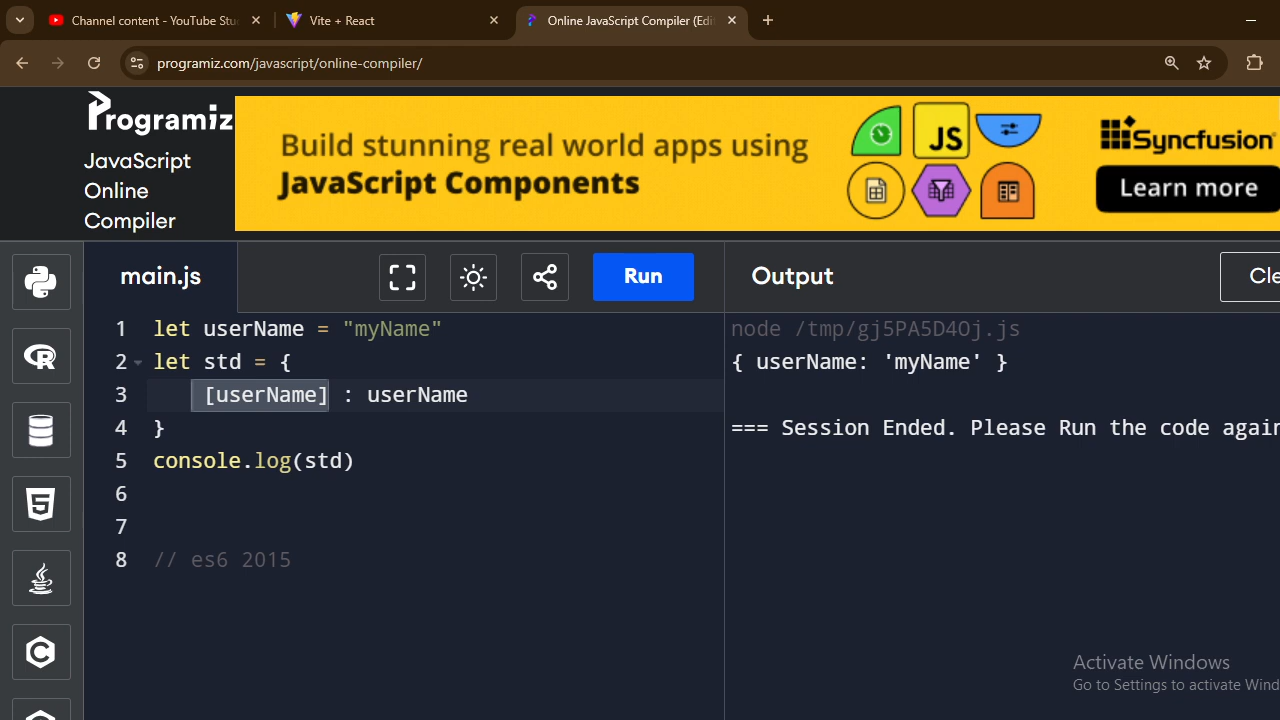 Channel content - YouTube Stu
Vite + React
Online JavaScript Compiler (Edit
programiz.com/javascript/online-compiler/
Programiz
JavaScript
Online
Compiler
Build stunning real world apps using
JavaScript Components
JS
Syncfusion
Learn more
main.js
Run
Output
Cle
1 let userName = "myName"
2 let std = {
3 [userName] : userName
4 }
5 console.log(std)
6
7
8 // es6 2015
node /tmp/gj5PA5D4Oj.js
{ userName: 'myName' }
=== Session Ended. Please Run the code again
Activate Windows
Go to Settings to activate Wind